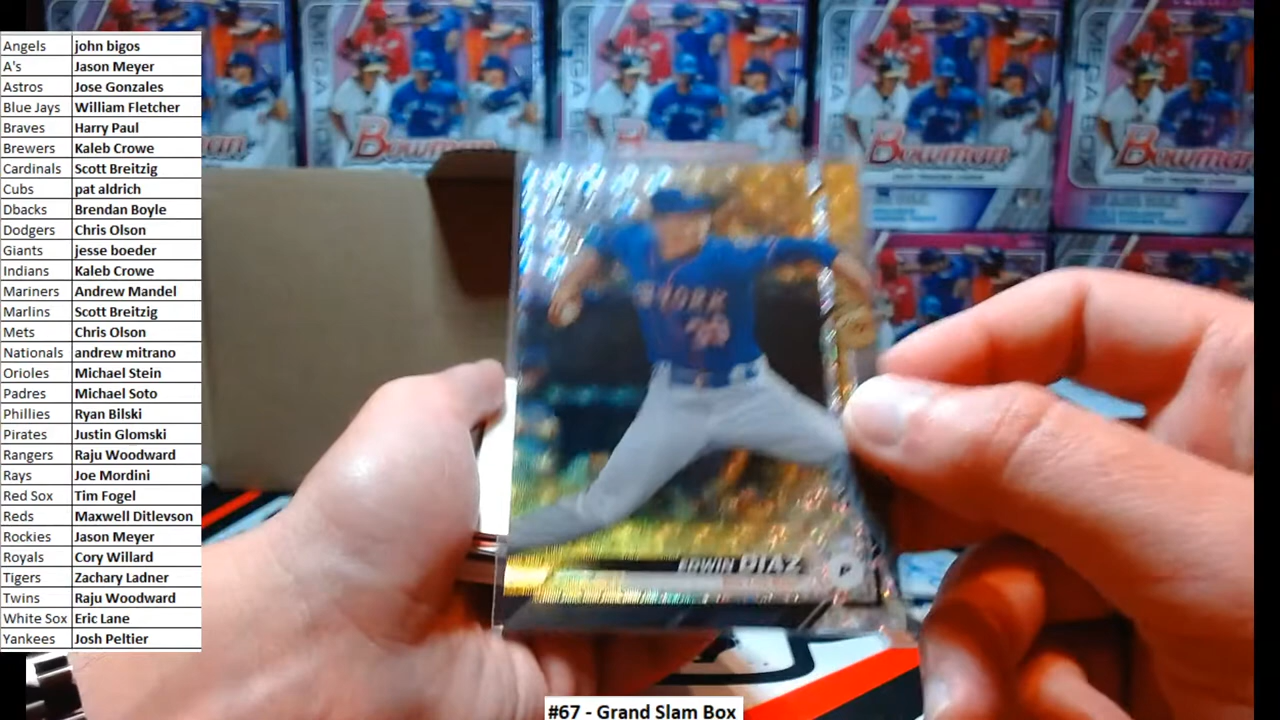 Angels john bigos
A's Jason Meyer
Astros Jose Gonzales
Blue Jays William Fletcher
Braves Harry Paul
Brewers Kaleb Crowe
Cardinals Scott Breitzig
Cubs pat aldrich
Dbacks Brendan Boyle
Dodgers Chris Olson
Giants jesse boeder
Indians Kaleb Crowe
Mariners Andrew Mandel
Marlins Scott Breitzig
Mets Chris Olson
Nationals andrew mitrano
Orioles Michael Stein
Padres Michael Soto
Phillies Ryan Bilski
Pirates Justin Glomski
Rangers Raju Woodward
Rays Joe Mordini
Red Sox Tim Fogel
Reds Maxwell Ditlevson
Rockies Jason Meyer
Royals Cory Willard
Tigers Zachary Ladner
Twins Raju Woodward
White Sox Eric Lane
Yankees Josh Peltier
MEGA BOX
Bowman
MEGA BOX
Bowman
Bowman
YORK
DIAZ
P
#67 - Grand Slam Box